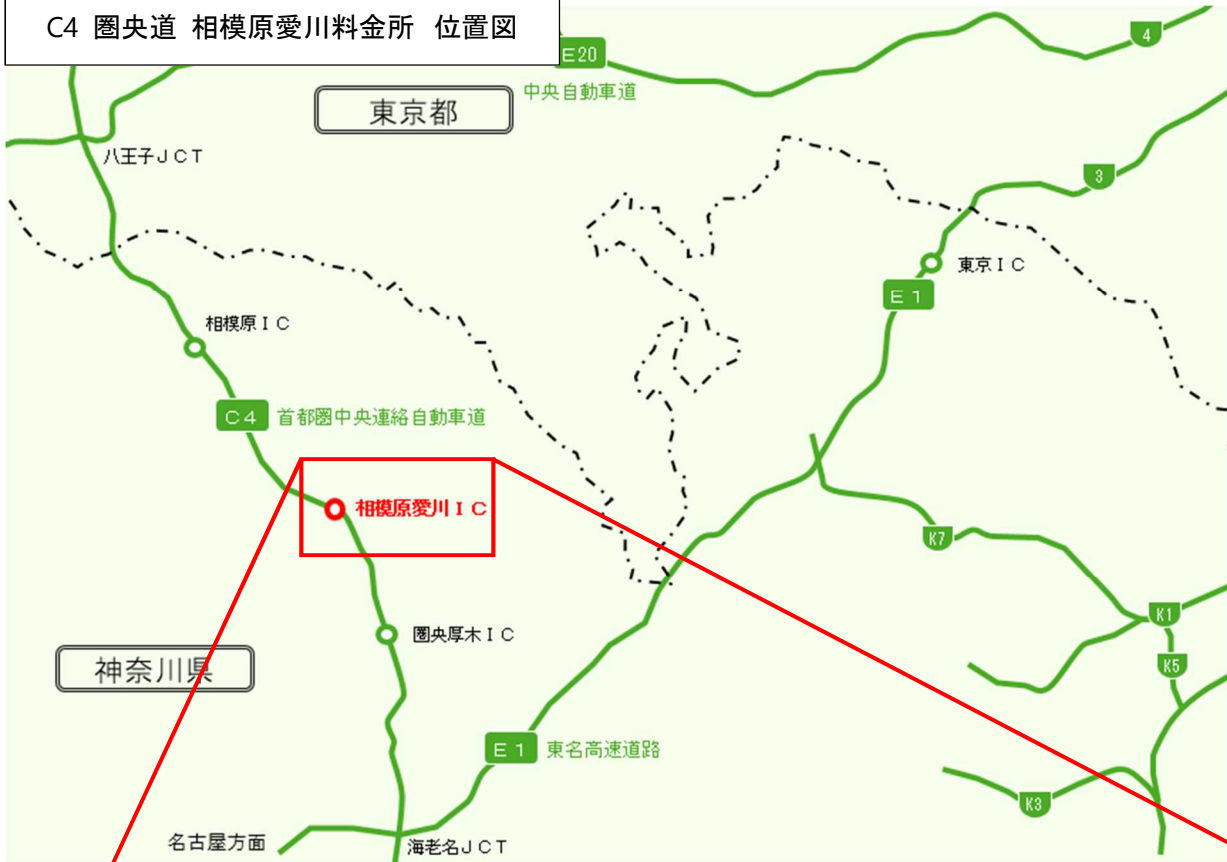 C4 圏央道 相模原愛川料金所 位置図
E20
4
中央自動車道
東京都
八王子ＪＣＴ
3
東京ＩＣ
E1
相模原ＩＣ
C4 首都圏中央連絡自動車道
相模原愛川ＩＣ
K7
K1
圏央厚木ＩＣ
神奈川県
K5
E1 東名高速道路
K3
名古屋方面
海老名ＪＣＴ